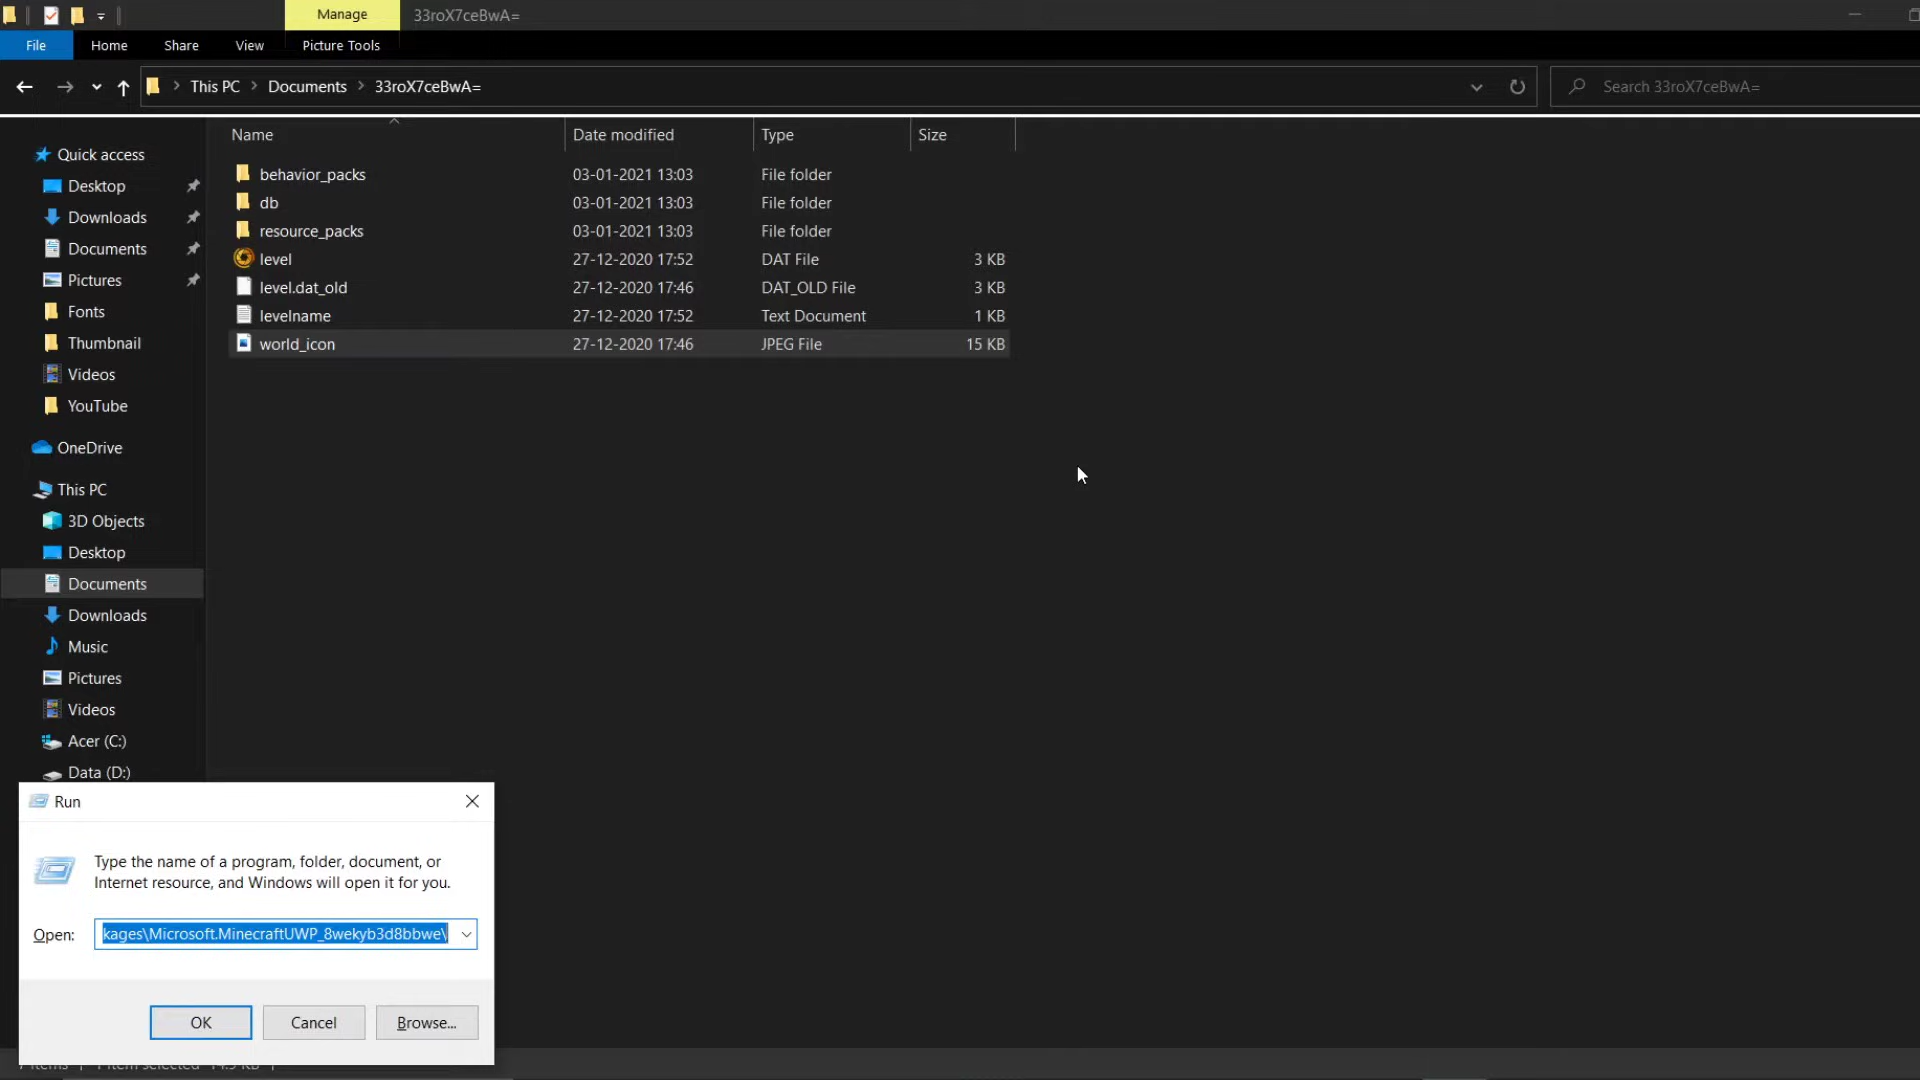 Manage
33roX7ceBwA=
File
Home
Share
View
Picture Tools
This PC
Documents
33roX7ceBwA=
Search 33roX7ceBwA=
Name
Date modified
Type
Size
Quick access
Desktop
Downloads
Documents
Pictures
Fonts
Thumbnail
Videos
YouTube
OneDrive
This PC
3D Objects
Desktop
Documents
Downloads
Music
Pictures
Videos
Acer (C:)
Data (D:)
behavior_packs 03-01-2021 13:03 File folder
db 03-01-2021 13:03 File folder
resource_packs 03-01-2021 13:03 File folder
level 27-12-2020 17:52 DAT File 3 KB
level.dat_old 27-12-2020 17:46 DAT_OLD File 3 KB
levelname 27-12-2020 17:52 Text Document 1 KB
world_icon 27-12-2020 17:46 JPEG File 15 KB
Run
Type the name of a program, folder, document, or
Internet resource, and Windows will open it for you.
Open: kages\Microsoft.MinecraftUWP_8wekyb3d8bbwe\
OK
Cancel
Browse...